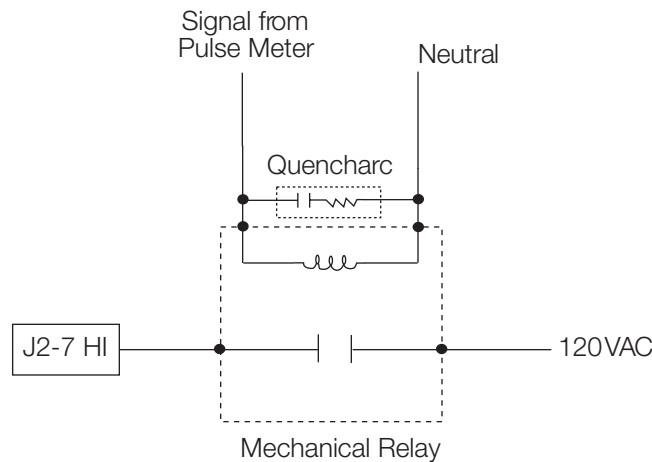 Signal from
Pulse Meter
Neutral
Quencharc
J2-7 HI
120VAC
Mechanical Relay